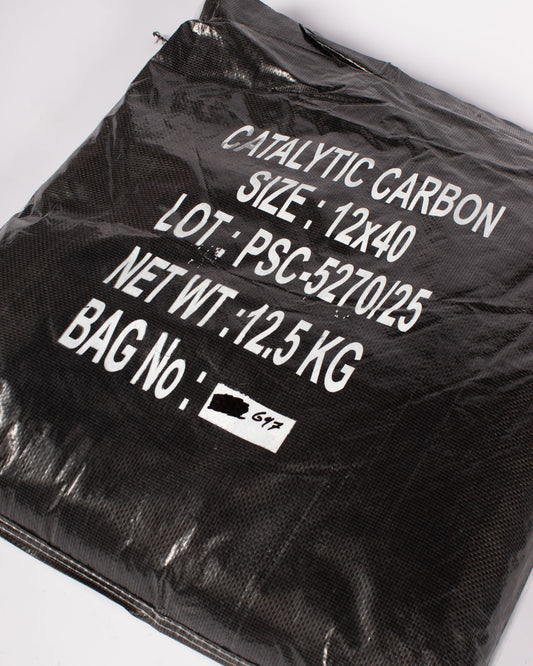 CATALYTIC CARBON
SIZE : 12x40
LOT : PSC-5270/25
NET WT :12.5 KG
BAG No : 697